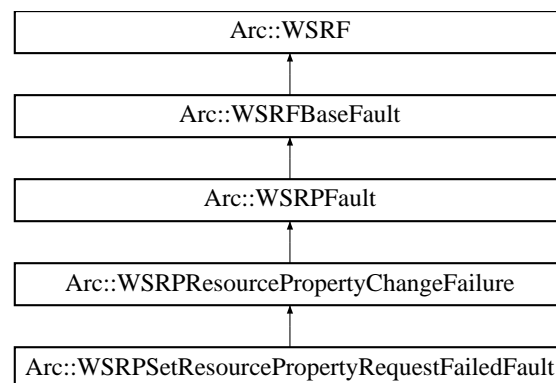 Arc::WSRF
Arc::WSRFBaseFault
Arc::WSRPFault
Arc::WSRPResourcePropertyChangeFailure
Arc::WSRPSetResourcePropertyRequestFailedFault